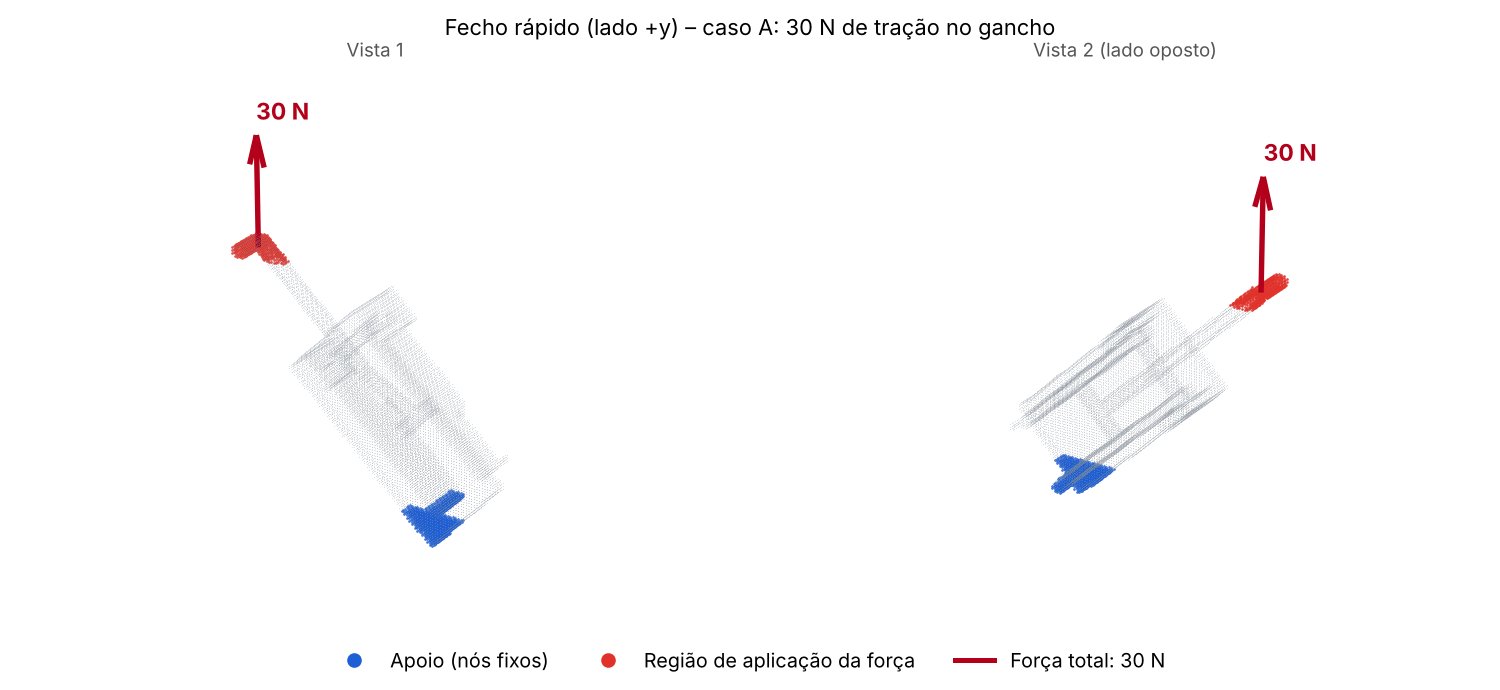 Fecho rápido (lado +y) – caso A: 30 N de tração no gancho
Vista 1
Vista 2 (lado oposto)
30 N
30 N
Apoio (nós fixos)
Região de aplicação da força
Força total: 30 N